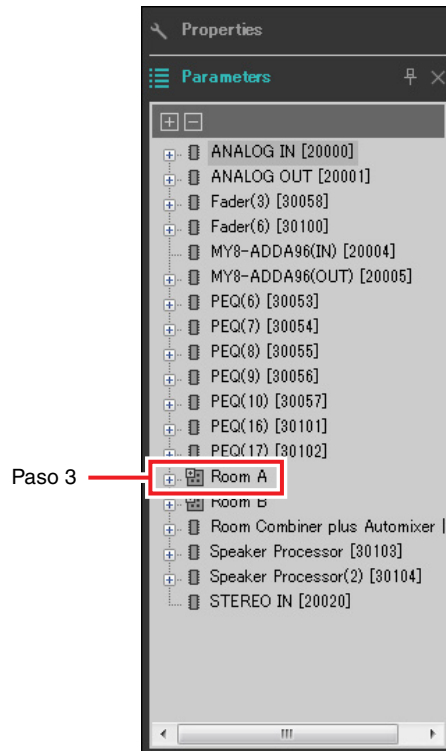 Properties
Parameters
ANALOG IN [20000]
ANALOG OUT [20001]
Fader(3) [30058]
Fader(6) [30100]
MY8-ADDA96(IN) [20004]
MY8-ADDA96(OUT) [20005]
PEQ(6) [30053]
PEQ(7) [30054]
PEQ(8) [30055]
PEQ(9) [30056]
PEQ(10) [30057]
PEQ(16) [30101]
PEQ(17) [30102]
Paso 3
Room A
Room B
Room Combiner plus Automixer
Speaker Processor [30103]
Speaker Processor(2) [30104]
STEREO IN [20020]